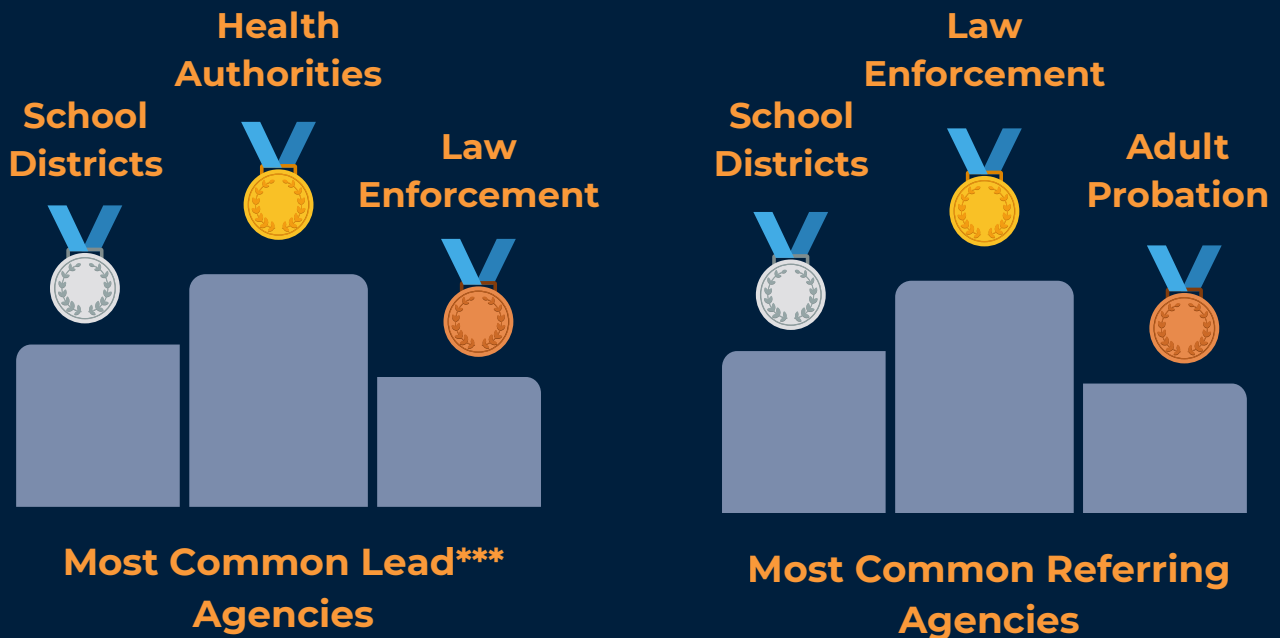 School
Districts
Health
Authorities
Law
Enforcement
Most Common Lead***
Agencies
School
Districts
Law
Enforcement
Adult
Probation
Most Common Referring
Agencies